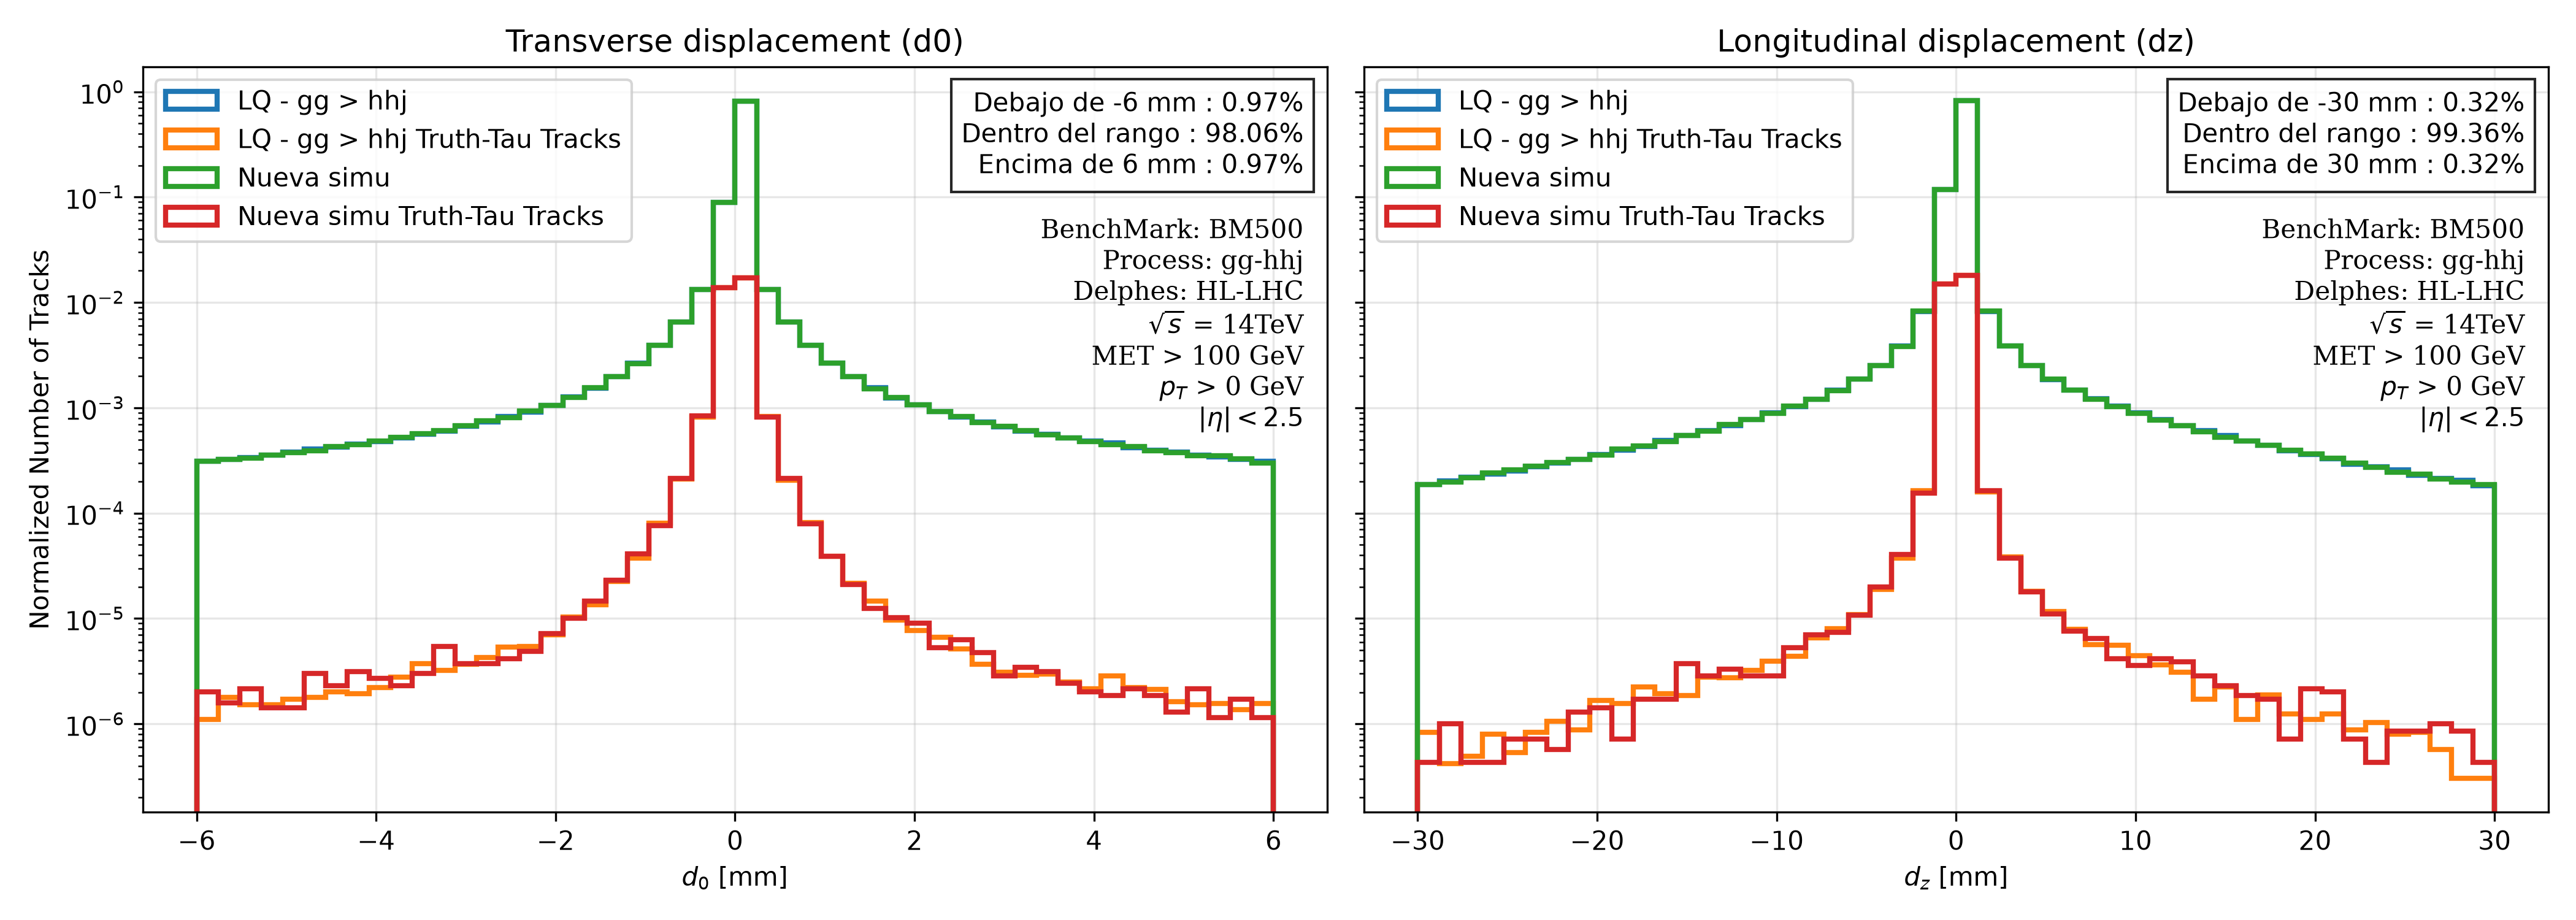 Transverse displacement (d0)
LQ - gg > hhj
LQ - gg > hhj Truth-Tau Tracks
Nueva simu
Nueva simu Truth-Tau Tracks
Debajo de -6 mm : 0.97%
Dentro del rango : 98.06%
Encima de 6 mm : 0.97%
BenchMark: BM500
Process: gg-hhj
Delphes: HL-LHC
√s = 14TeV
MET > 100 GeV
p_T > 0 GeV
|η| < 2.5
Normalized Number of Tracks
10⁰
10⁻¹
10⁻²
10⁻³
10⁻⁴
10⁻⁵
10⁻⁶
−6 −4 −2 0 2 4 6
d₀ [mm]
Longitudinal displacement (dz)
LQ - gg > hhj
LQ - gg > hhj Truth-Tau Tracks
Nueva simu
Nueva simu Truth-Tau Tracks
Debajo de -30 mm : 0.32%
Dentro del rango : 99.36%
Encima de 30 mm : 0.32%
BenchMark: BM500
Process: gg-hhj
Delphes: HL-LHC
√s = 14TeV
MET > 100 GeV
p_T > 0 GeV
|η| < 2.5
−30 −20 −10 0 10 20 30
d_z [mm]